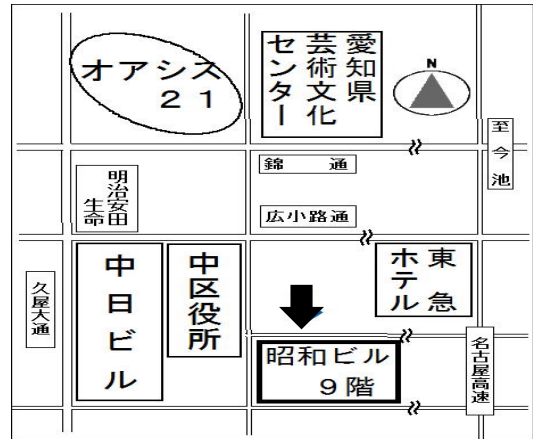 オアシス
21
愛知県
芸術文化
センター
N
至今池
錦通
明治安田
生命
広小路通
中日ビル
中区役所
東急
ホテル
久屋大通
昭和ビル
9階
名古屋高速